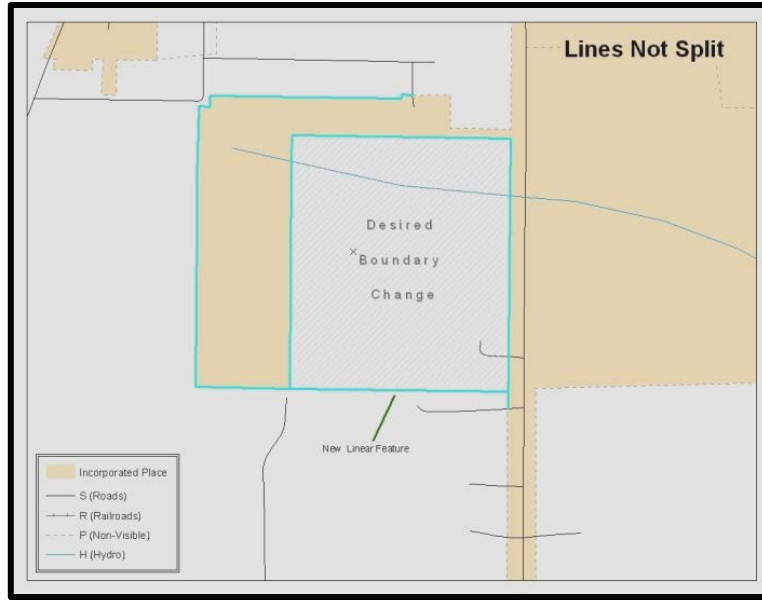 Lines Not Split
Desired
Boundary
Change
New Linear Feature
Incorporated Place
S (Roads)
R (Railroads)
P (Non-Visible)
H (Hydro)